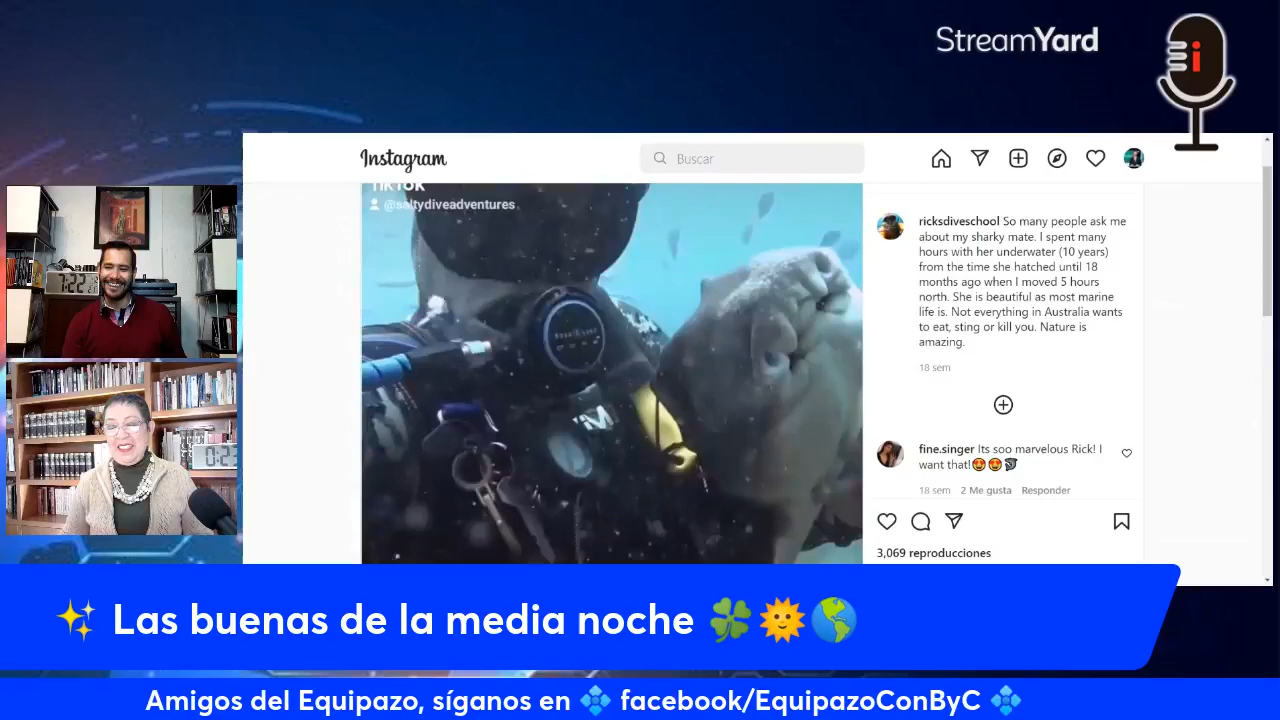 StreamYard
i
Instagram
Buscar
TikTok
@saltydiveadventures
ricksdiveschool So many people ask me
about my sharky mate. I spent many
hours with her underwater (10 years)
from the time she hatched until 18
months ago when I moved 5 hours
north. She is beautiful as most marine
life is. Not everything in Australia wants
to eat, sting or kill you. Nature is
amazing.
18 sem
fine.singer Its soo marvelous Rick! I
want that!😍😍🦈
18 sem 2 Me gusta Responder
3,069 reproducciones
7:22
✨ Las buenas de la media noche 🍀🌞🌎
Amigos del Equipazo, síganos en 💠 facebook/EquipazoConByC 💠